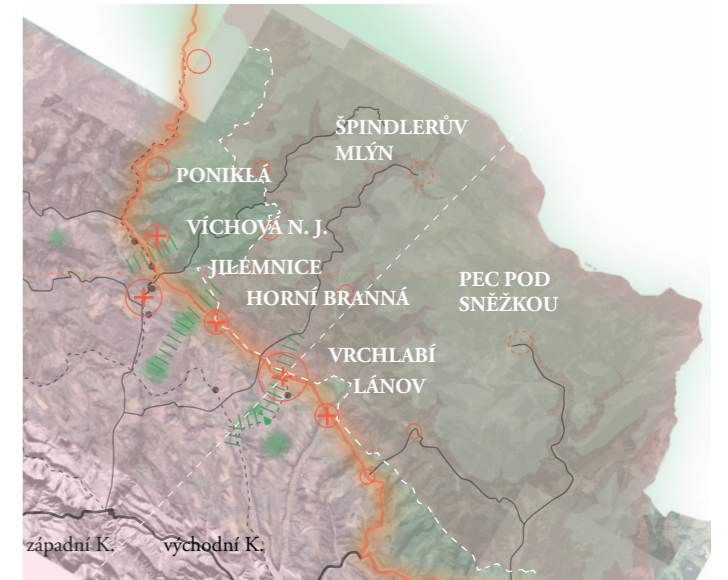 ŠPINDLERŮV
MLÝN
PONIKLÁ
VÍCHOVÁ N. J.
JILEMNICE
HORNÍ BRANNÁ
PEC POD
SNĚŽKOU
VRCHLABÍ
LÁNOV
západní K.
východní K.